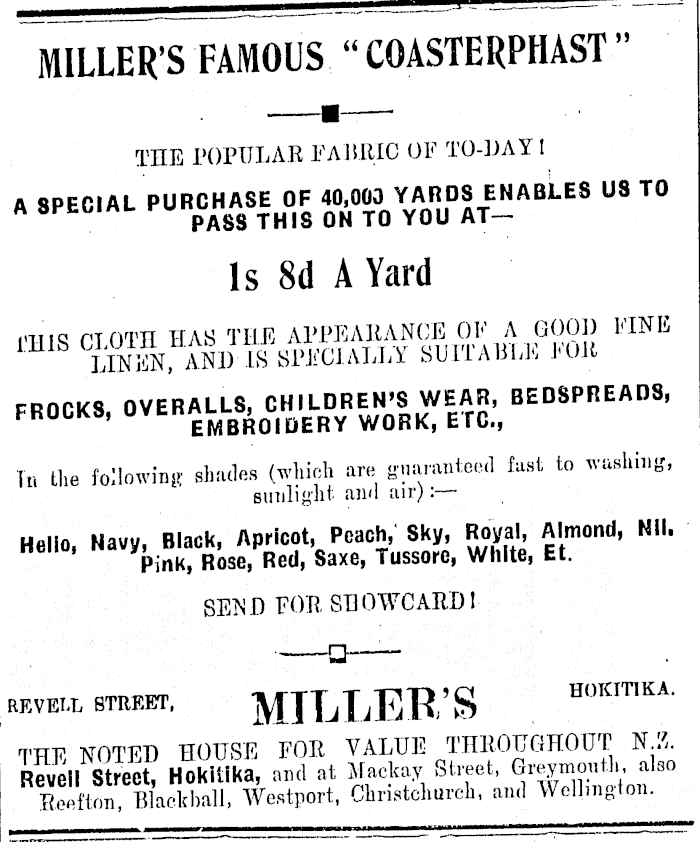 MILLER'S FAMOUS "COASTERPHAST"
THE POPULAR FABRIC OF TO-DAY!
A SPECIAL PURCHASE OF 40,000 YARDS ENABLES US TO
PASS THIS ON TO YOU AT—
1s 8d A Yard
THIS CLOTH HAS THE APPEARANCE OF A GOOD FINE
LINEN, AND IS SPECIALLY SUITABLE FOR
FROCKS, OVERALLS, CHILDREN'S WEAR, BEDSPREADS,
EMBROIDERY WORK, ETC.,
In the following shades (which are guaranteed fast to washing,
sunlight and air):—
Helio, Navy, Black, Apricot, Peach, Sky, Royal, Almond, Nil.
Pink, Rose, Red, Saxe, Tussore, White, Et.
SEND FOR SHOWCARD!
REVELL STREET, MILLER'S HOKITIKA.
THE NOTED HOUSE FOR VALUE THROUGHOUT N.Z.
Revell Street, Hokitika, and at Mackay Street, Greymouth, also
Reefton, Blackball, Westport, Christchurch, and Wellington.